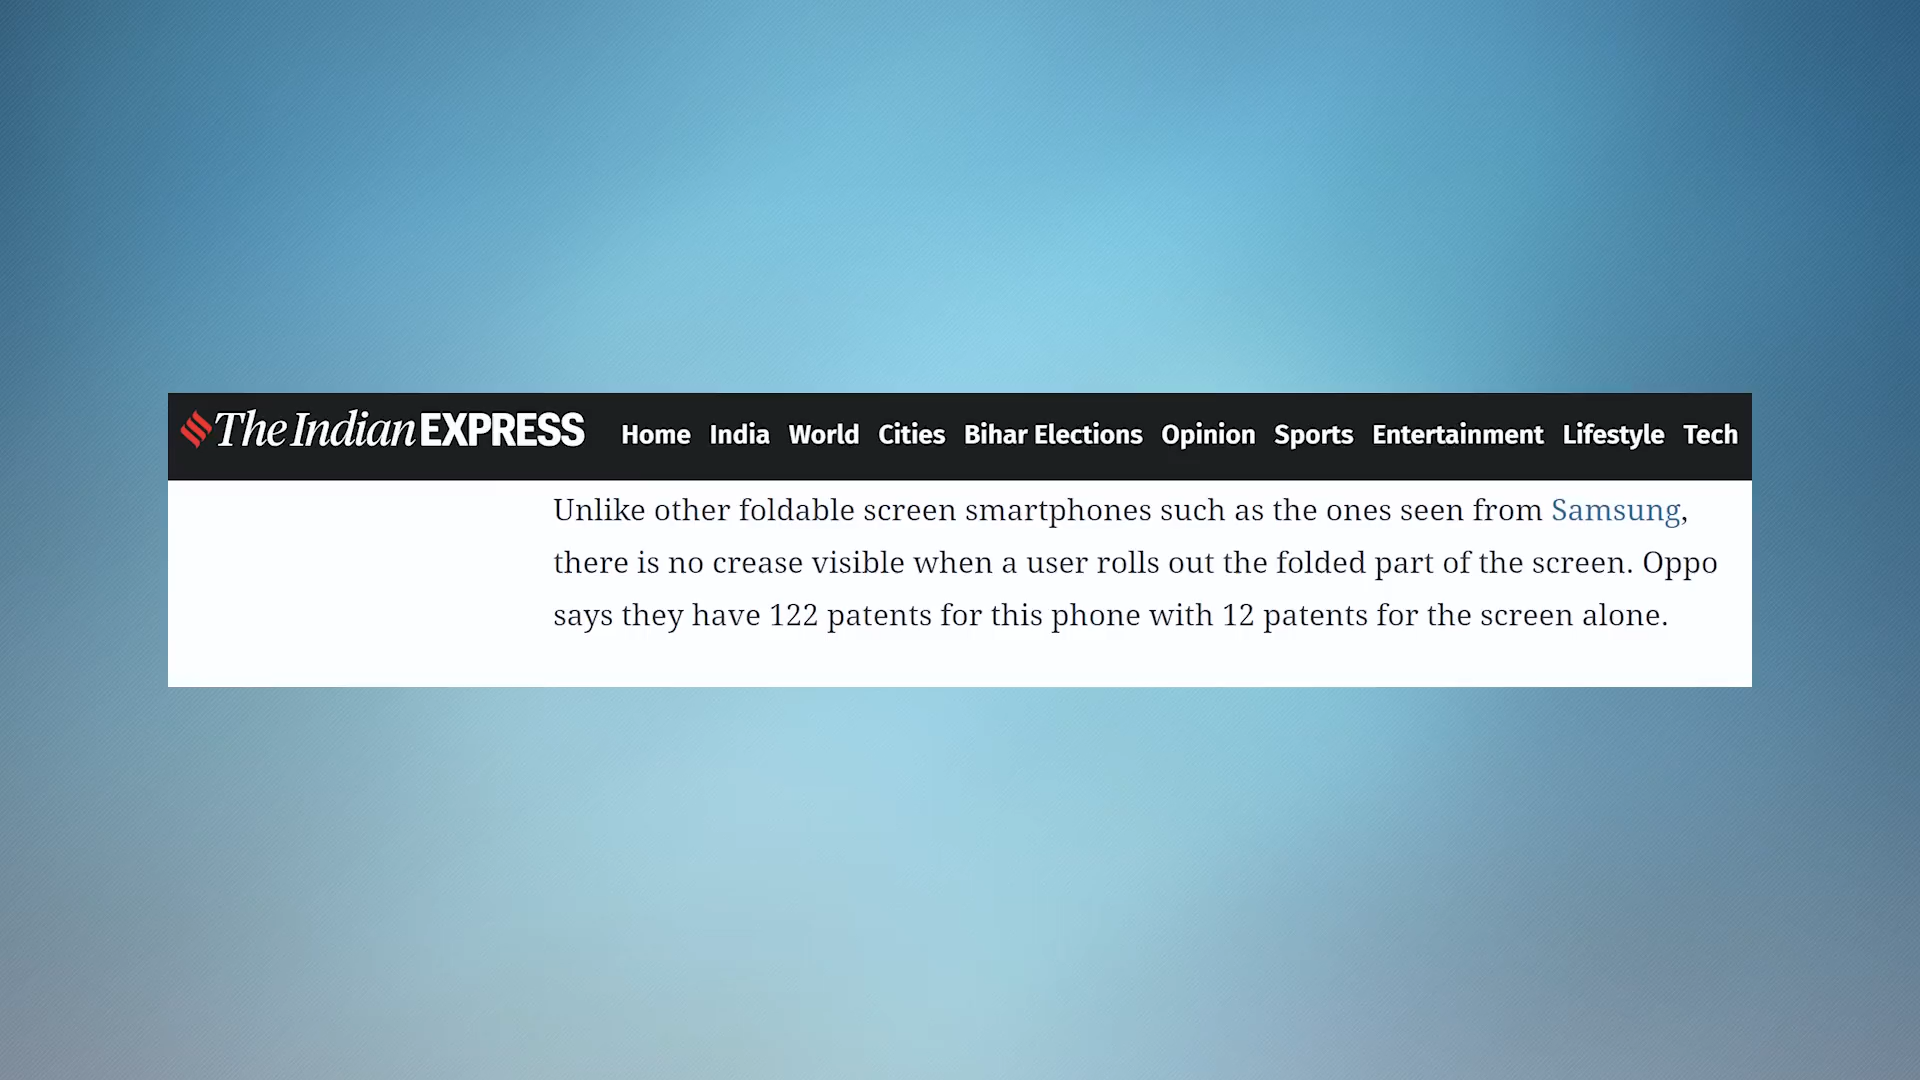 The Indian EXPRESS Home India World Cities Bihar Elections Opinion Sports Entertainment Lifestyle Tech
Unlike other foldable screen smartphones such as the ones seen from Samsung,
there is no crease visible when a user rolls out the folded part of the screen. Oppo
says they have 122 patents for this phone with 12 patents for the screen alone.